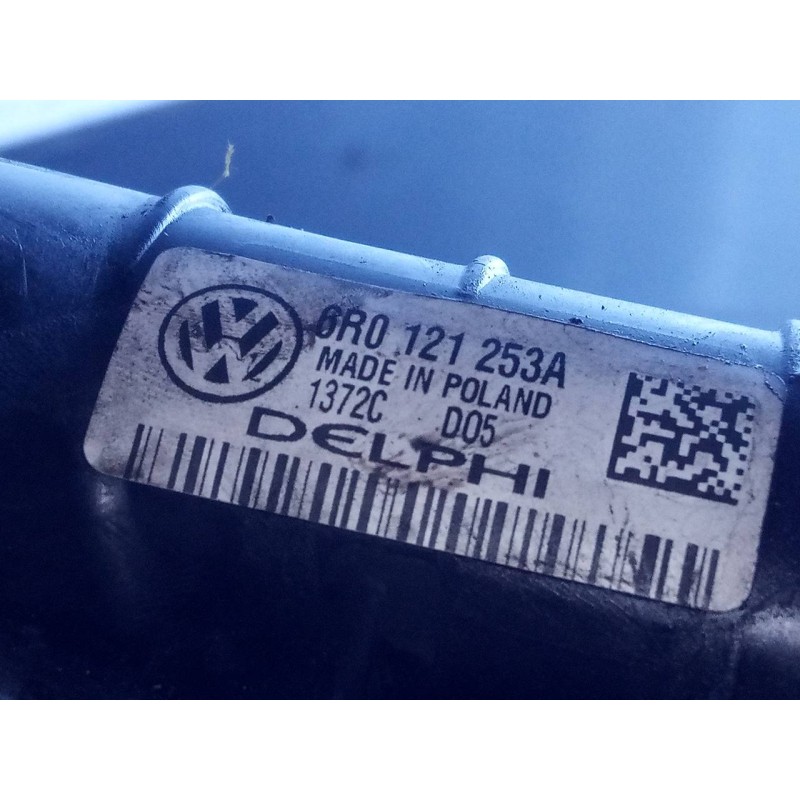 6R0 121 253A
MADE IN POLAND
1372C D05
DELPHI